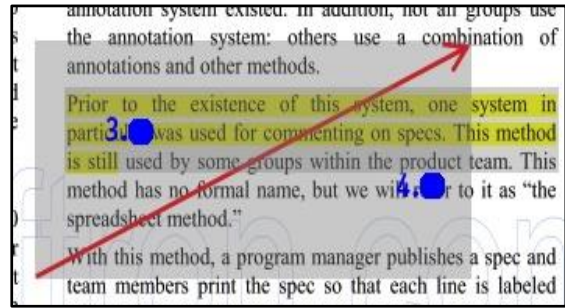 annotation system existed. In addition, not all groups use
the annotation system: others use a combination of
annotations and other methods.
Prior to the existence of this system, one system in
3. was used for commenting on specs. This method
is still used by some groups within the product team. This
method has no formal name, but we 4. to it as “the
spreadsheet method.”
With this method, a program manager publishes a spec and
team members print the spec so that each line is labeled